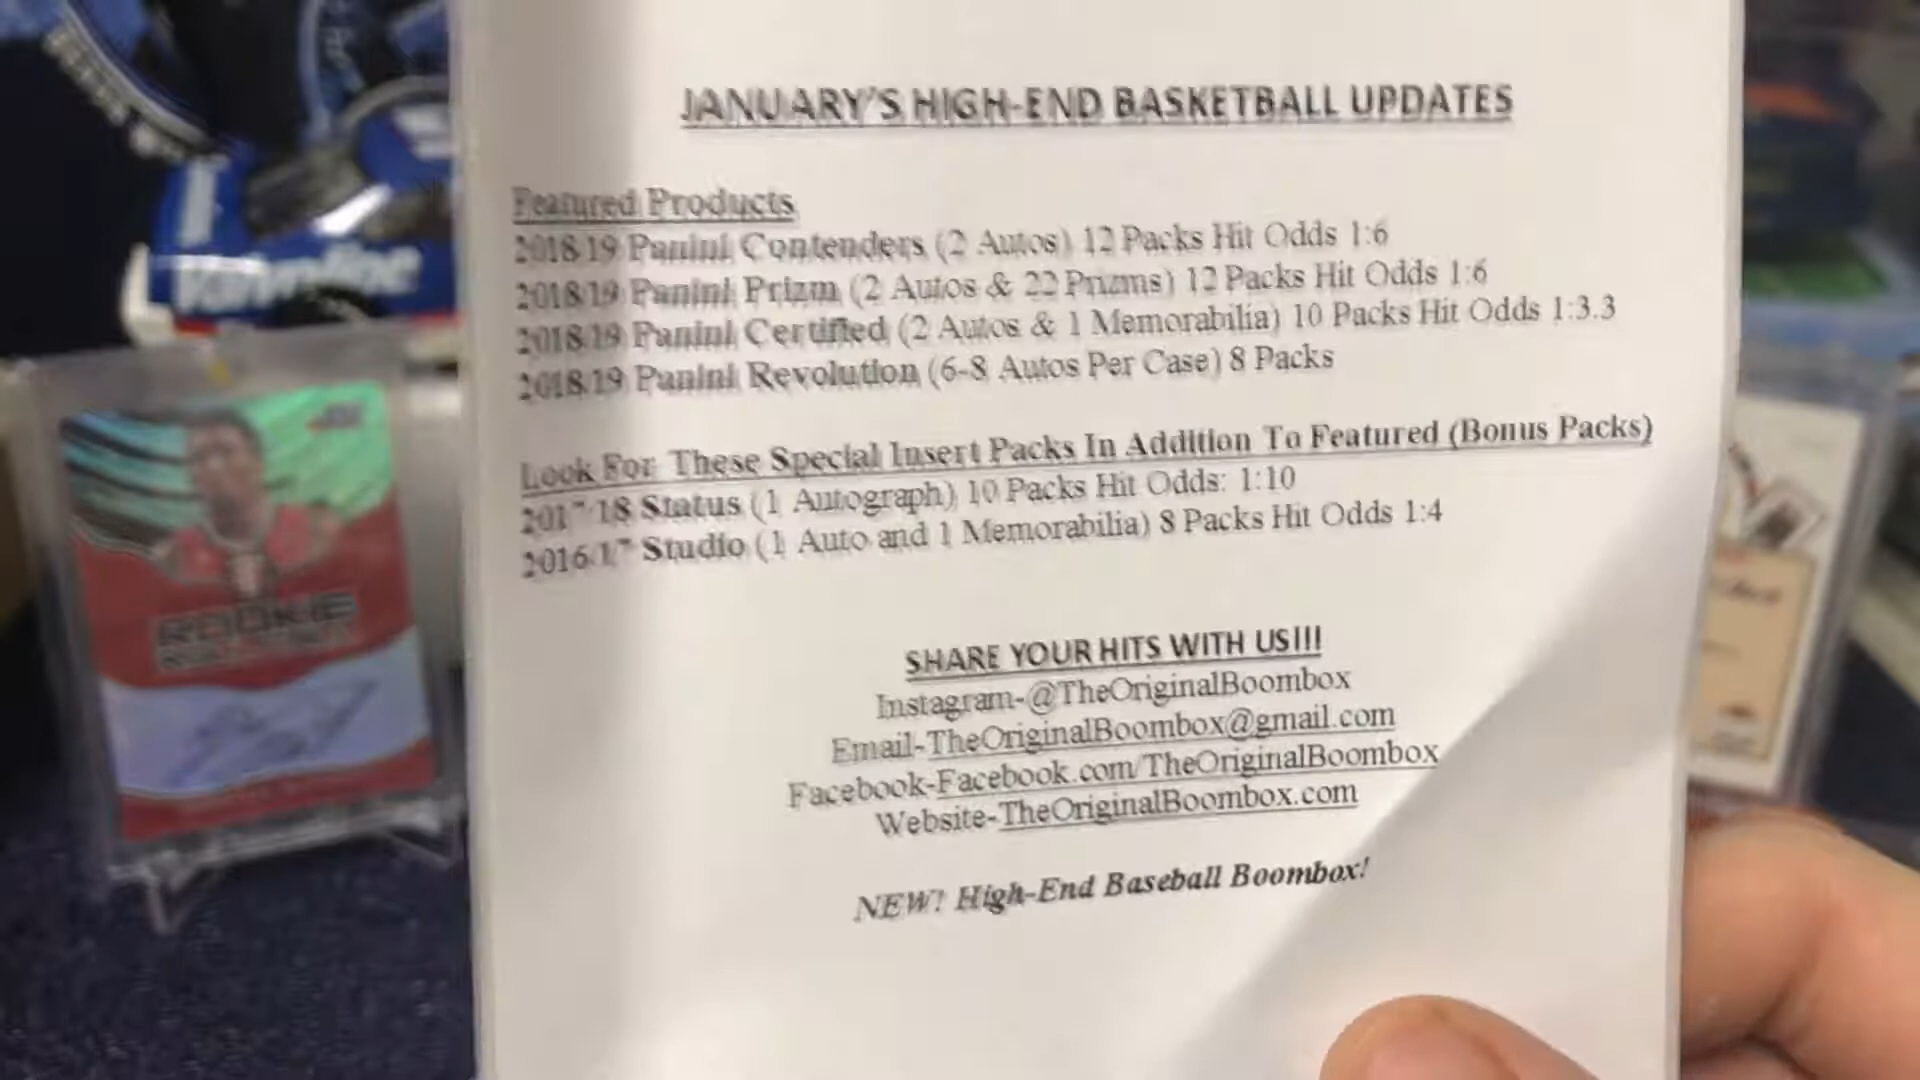 JANUARY'S HIGH-END BASKETBALL UPDATES
Featured Products
2018/19 Panini Contenders (2 Autos) 12 Packs Hit Odds 1:6
2018/19 Panini Prizm (2 Autos & 22 Prizms) 12 Packs Hit Odds 1:6
2018/19 Panini Certified (2 Autos & 1 Memorabilia) 10 Packs Hit Odds 1:3.3
2018/19 Panini Revolution (6-8 Autos Per Case) 8 Packs
Look For These Special Insert Packs In Addition To Featured (Bonus Packs)
2017/18 Status (1 Autograph) 10 Packs Hit Odds: 1:10
2016/17 Studio (1 Auto and 1 Memorabilia) 8 Packs Hit Odds 1:4
SHARE YOUR HITS WITH US!!!
Instagram-@TheOriginalBoombox
Email-TheOriginalBoombox@gmail.com
Facebook-Facebook.com/TheOriginalBoombox
Website-TheOriginalBoombox.com
NEW! High-End Baseball Boombox!
ROOKIE